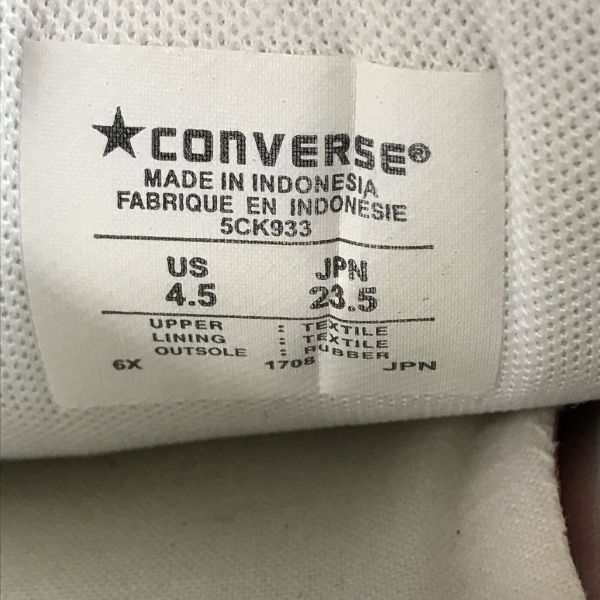 ★CONVERSE®
MADE IN INDONESIA
FABRIQUE EN INDONÉSIE
5CK933
US JPN
4.5 23.5
UPPER : TEXTILE
LINING : TEXTILE
OUTSOLE : RUBBER
6X 1708 JPN